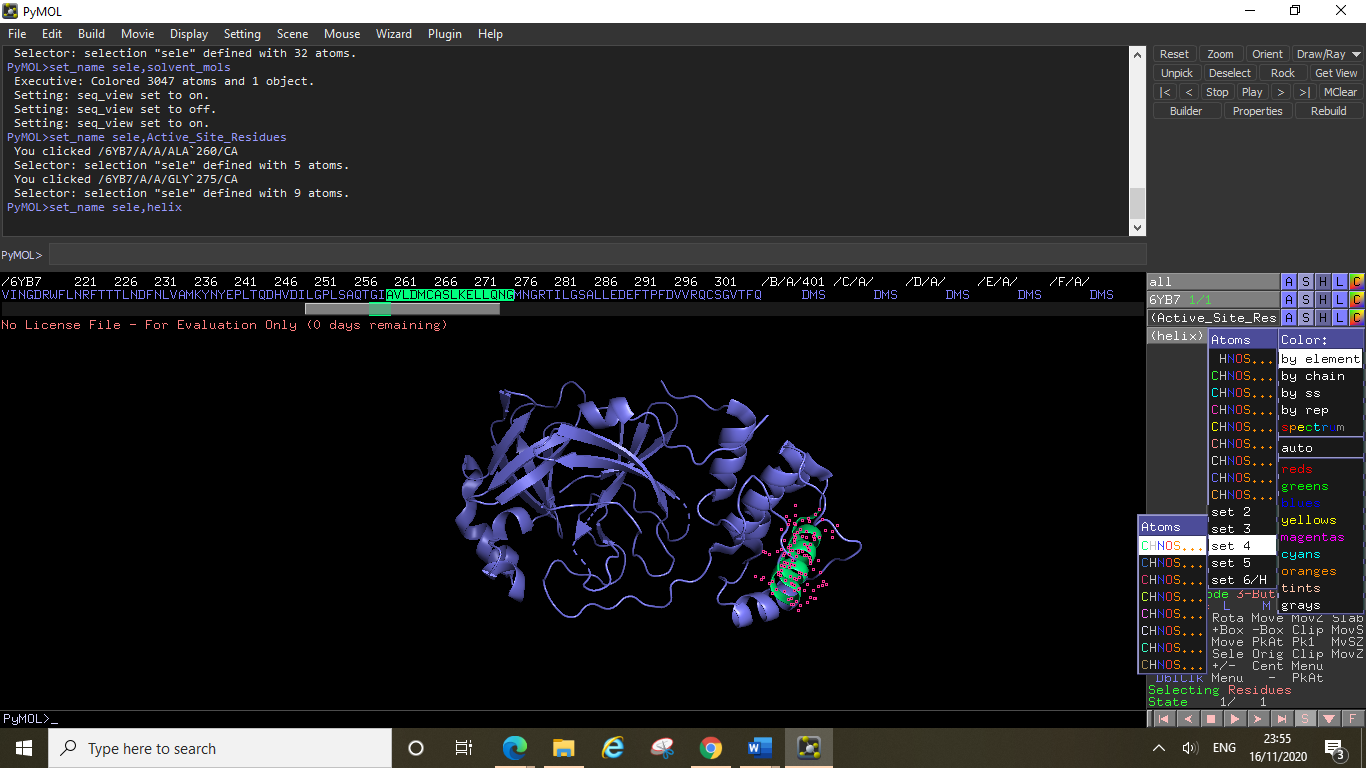 PyMOL
File Edit Build Movie Display Setting Scene Mouse Wizard Plugin Help
Selector: selection "sele" defined with 32 atoms.
PyMOL>set_name sele,solvent_mols
Executive: Colored 3047 atoms and 1 object.
Setting: seq_view set to on.
Setting: seq_view set to off.
Setting: seq_view set to on.
PyMOL>set_name sele,Active_Site_Residues
You clicked /6YB7/A/A/ALA`260/CA
Selector: selection "sele" defined with 5 atoms.
You clicked /6YB7/A/A/GLY`275/CA
Selector: selection "sele" defined with 9 atoms.
PyMOL>set_name sele,helix
PyMOL>
Reset Zoom Orient Draw/Ray
Unpick Deselect Rock Get View
|< < Stop Play > >| MClear
Builder Properties Rebuild
/6YB7 221 226 231 236 241 246 251 256 261 266 271 276 281 286 291 296 301 /B/A/401 /C/A/ /D/A/ /E/A/ /F/A/
VINGDRWFLNRFTTTLNDFNLVAMKYNYEPLTQDHVDILGPLSAQTGIAVLDMCASLKELLQNGMNGRTILGSALLEDEFTPFDVVRQCSGVTFQ DMS DMS DMS DMS DMS
No License File - For Evaluation Only (0 days remaining)
all A S H L C
6YB7 1/1 A S H L C
(Active_Site_Res A S H L C
(helix)
Atoms
HNOS...
CHNOS...
CHNOS...
CHNOS...
CHNOS...
CHNOS...
CHNOS...
CHNOS...
CHNOS...
set 2
set 3
set 4
set 5
set 6/H
Color:
by element
by chain
by ss
by rep
spectrum
auto
reds
greens
blues
yellows
magentas
cyans
oranges
tints
grays
Atoms
CHNOS...
CHNOS...
CHNOS...
CHNOS...
CHNOS...
CHNOS...
CHNOS...
CHNOS...
ode 3-But
L M
Rota Move MovZ Slab
+Box -Box Clip MovS
Move PkAt Pk1 MvSZ
Sele Orig Clip MovZ
+/- Cent Menu
DblClk Menu - PkAt
Selecting Residues
State 1/ 1
PyMOL>_
S F
Type here to search
ENG
23:55
16/11/2020
3